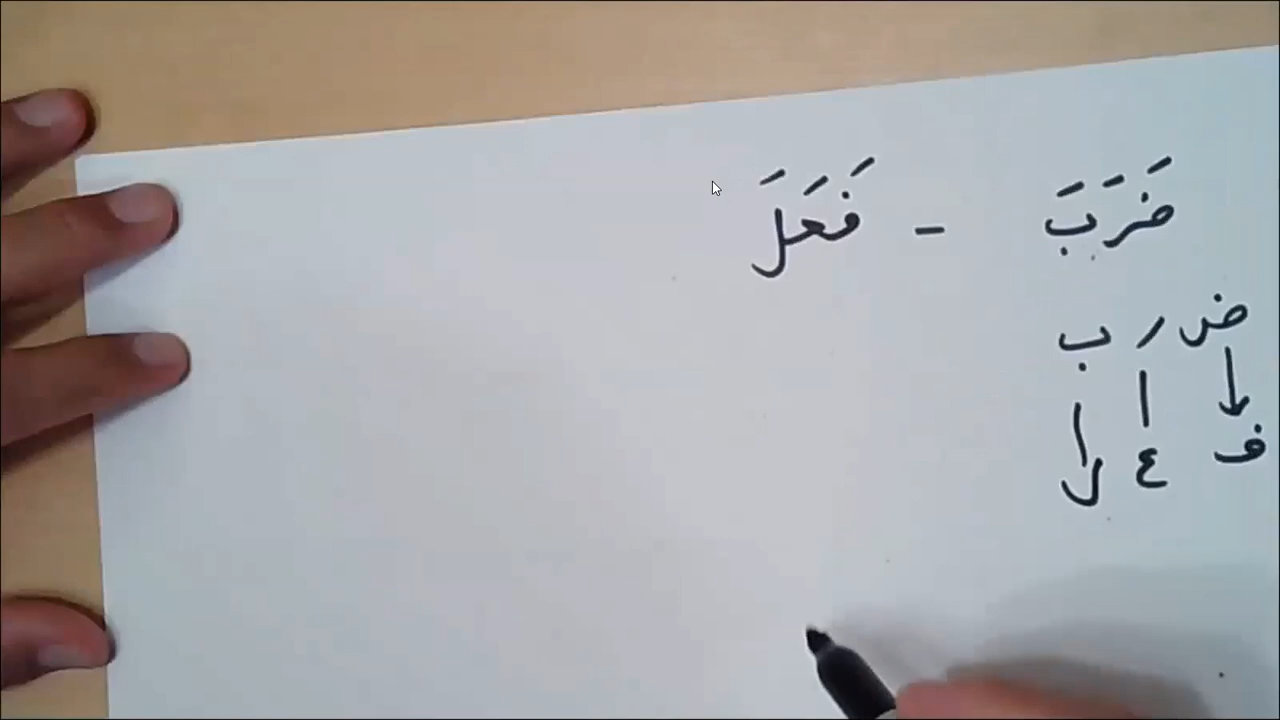 ضَرَبَ - فَعَلَ
ض ر ب
ف ع ل